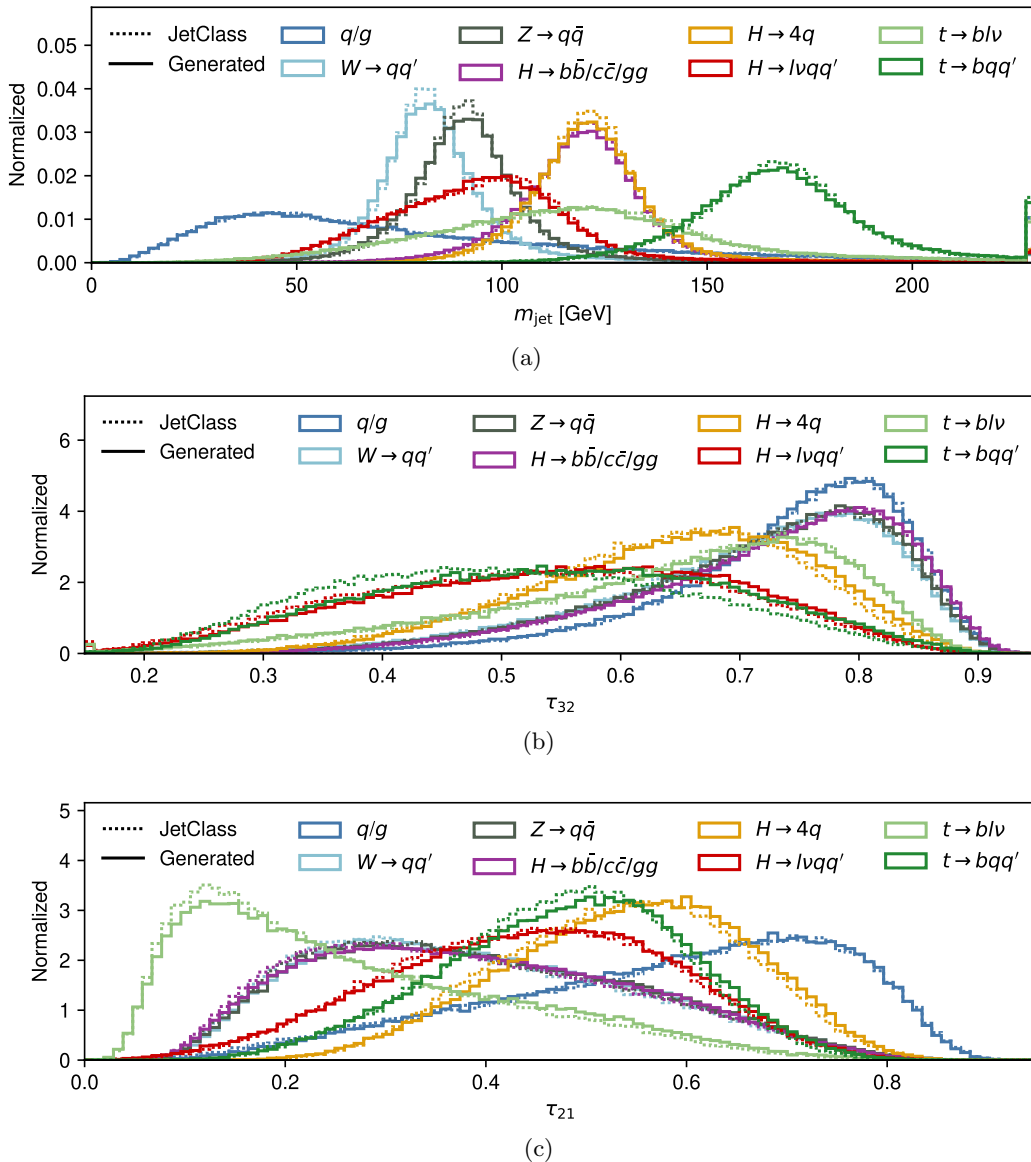 JetClass q/g Z → qq̄ H → 4q t → blν
Generated W → qq′ H → bb̄/cc̄/gg H → lνqq′ t → bqq′
Normalized
0.05
0.04
0.03
0.02
0.01
0.00
0 50 100 150 200
m_jet [GeV]
(a)
JetClass q/g Z → qq̄ H → 4q t → blν
Generated W → qq′ H → bb̄/cc̄/gg H → lνqq′ t → bqq′
Normalized
6
4
2
0
0.2 0.3 0.4 0.5 0.6 0.7 0.8 0.9
τ₃₂
(b)
JetClass q/g Z → qq̄ H → 4q t → blν
Generated W → qq′ H → bb̄/cc̄/gg H → lνqq′ t → bqq′
Normalized
5
4
3
2
1
0
0.0 0.2 0.4 0.6 0.8
τ₂₁
(c)